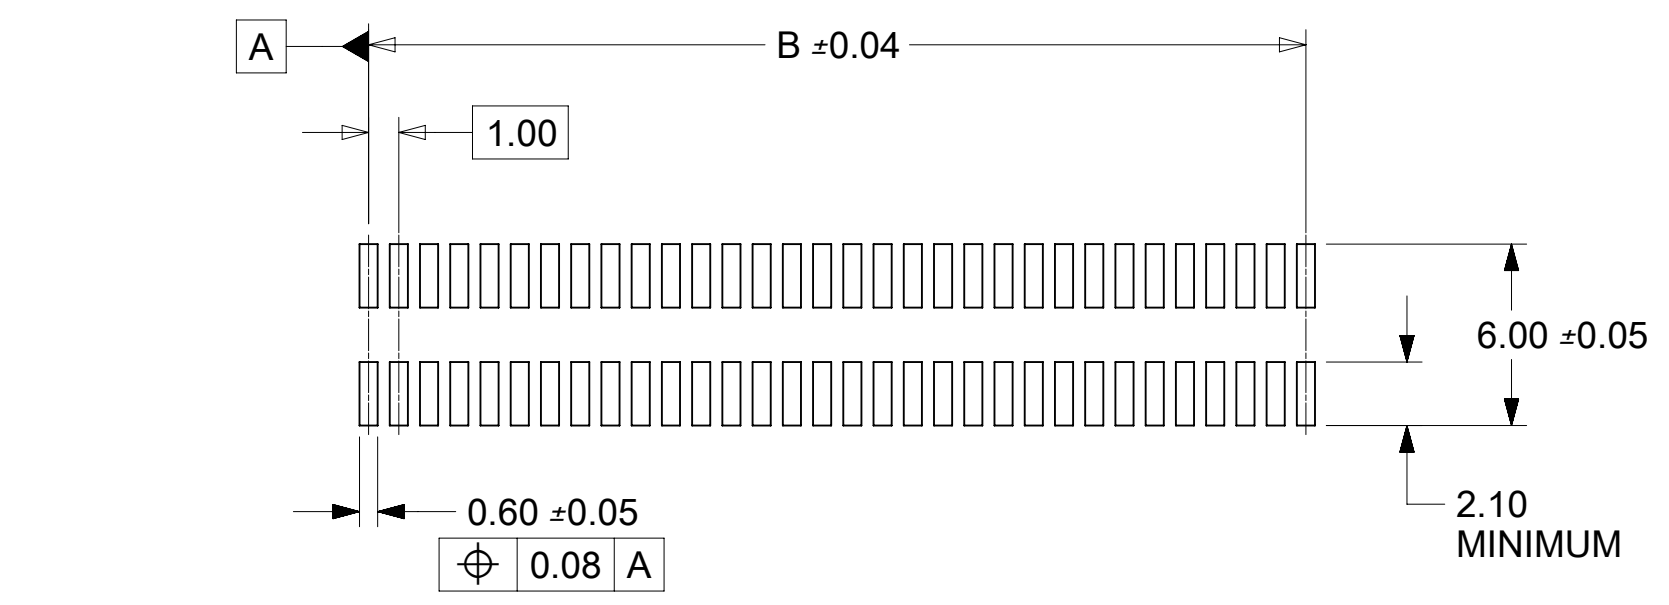 A
B ±0.04
1.00
6.00 ±0.05
0.60 ±0.05
2.10
MINIMUM
⌖ 0.08 A